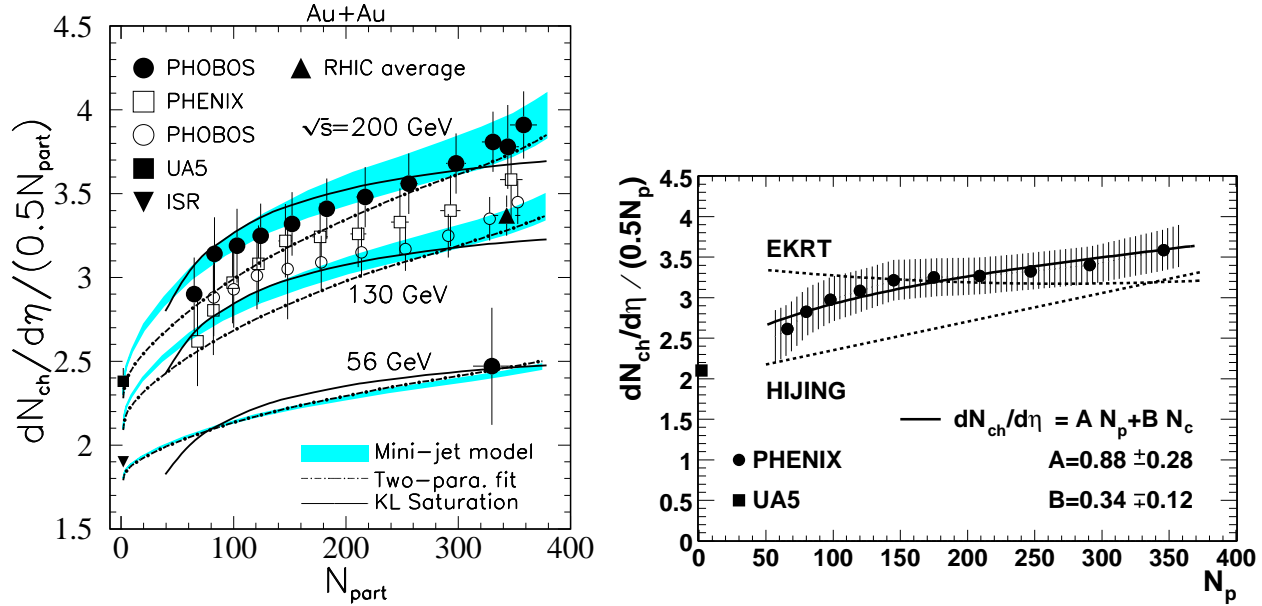 Au+Au
dN_ch/dη/(0.5N_part)
4.5
4
3.5
3
2.5
2
1.5
PHOBOS
RHIC average
PHENIX
PHOBOS
√s=200 GeV
UA5
ISR
130 GeV
56 GeV
Mini-jet model
Two-para. fit
KL Saturation
0 100 200 300 400
N_part
dN_ch/dη / (0.5N_p)
4.5
4
3.5
3
2.5
2
1.5
1
0.5
0
EKRT
HIJING
dN_ch/dη = A N_p+B N_c
PHENIX
A=0.88 ±0.28
UA5
B=0.34 ∓0.12
0 50 100 150 200 250 300 350 400
N_p